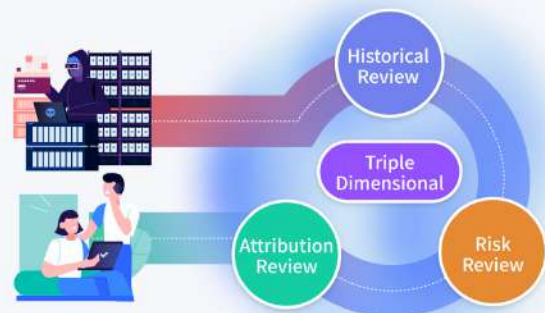 Historical
Review
Triple
Dimensional
Attribution
Review
Risk
Review